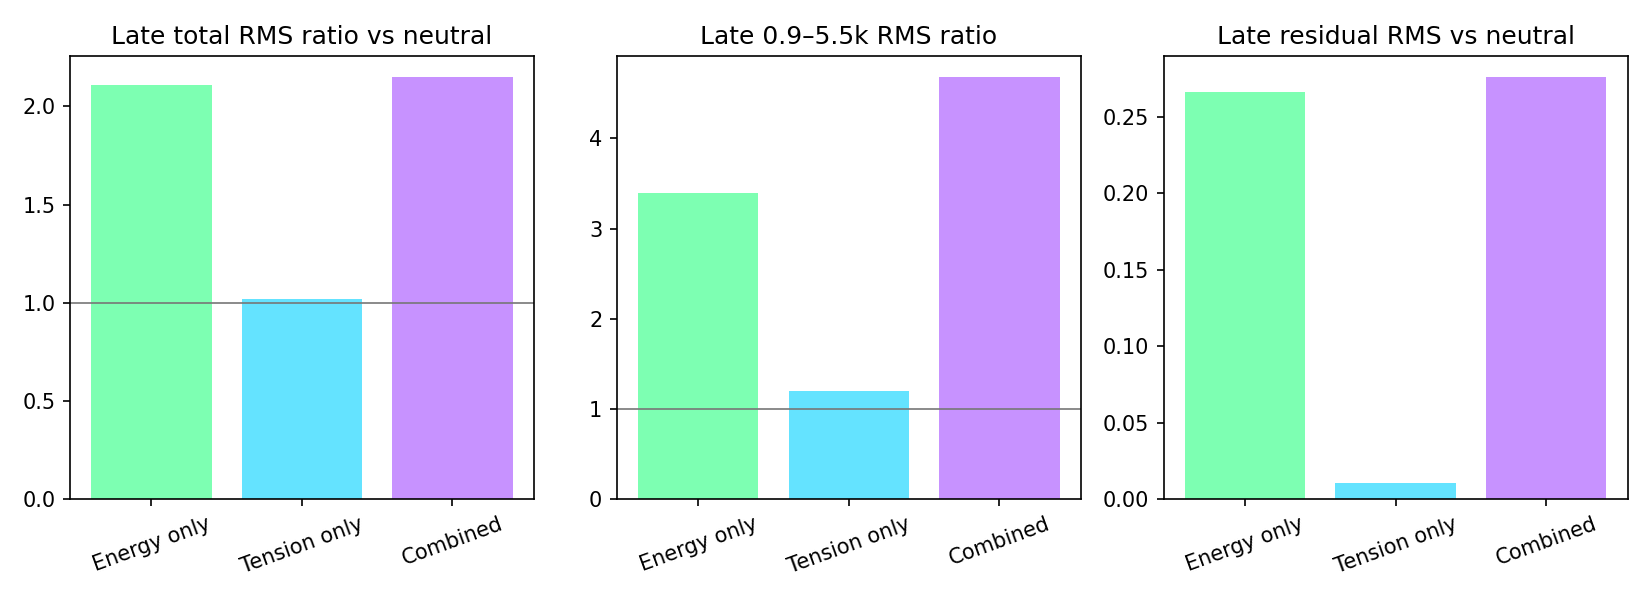 Late total RMS ratio vs neutral
2.0
1.5
1.0
0.5
0.0
Energy only
Tension only
Combined
Late 0.9–5.5k RMS ratio
4
3
2
1
0
Energy only
Tension only
Combined
Late residual RMS vs neutral
0.25
0.20
0.15
0.10
0.05
0.00
Energy only
Tension only
Combined